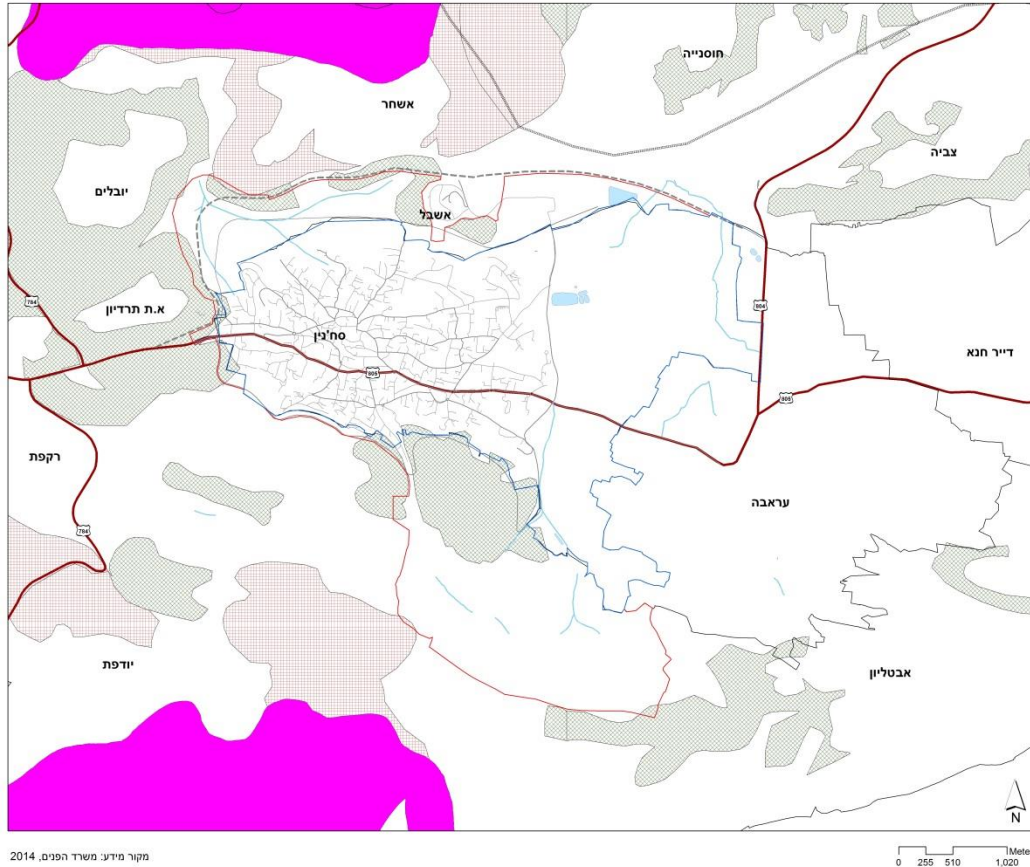 חוסנייה
אשחר
צביה
יובלים
אשבל
א.ת תרדיון
784
804
סח'נין
דייר חנא
805
805
רקפת
עראבה
784
יודפת
אבטליון
N
מקור מידע: משרד הפנים, 2014
Mete
0 255 510 1,020